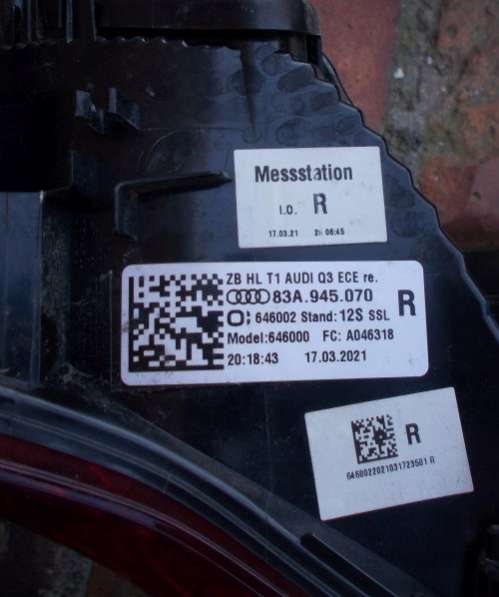 Messstation
I.O. R
17.03.21
ZB HL T1 AUDI Q3 ECE re.
83A.945.070
R
646002 Stand: 12S SSL
Model:646000 FC: A046318
20:18:43 17.03.2021
R